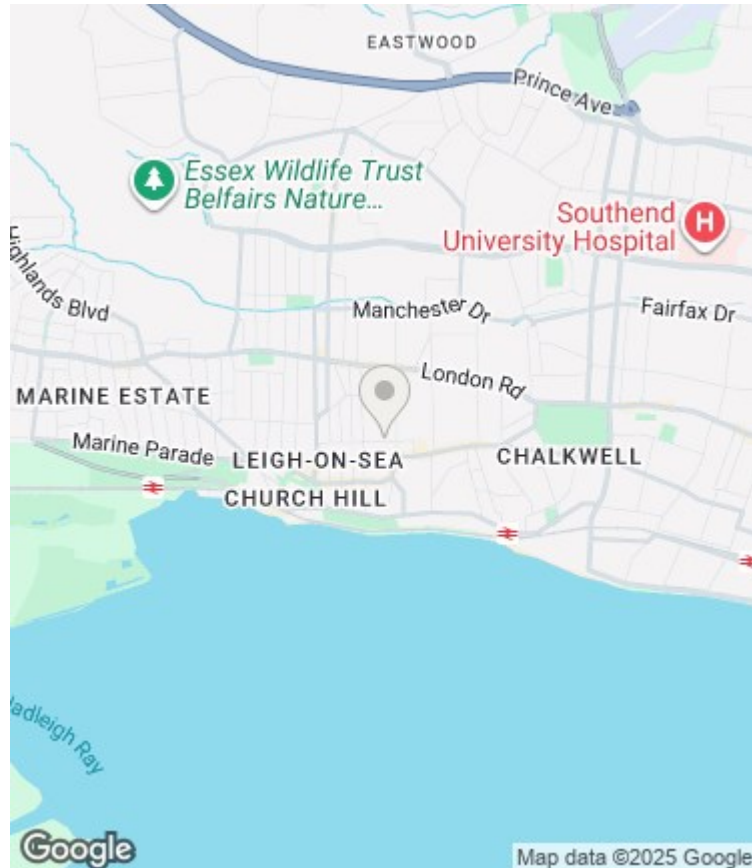 EASTWOOD
Prince Ave
Essex Wildlife Trust
Belfairs Nature...
Southend
University Hospital
H
Highlands Blvd
Manchester Dr
Fairfax Dr
London Rd
MARINE ESTATE
Marine Parade
LEIGH-ON-SEA
CHALKWELL
CHURCH HILL
adleigh Ray
Google
Map data ©2025 Google